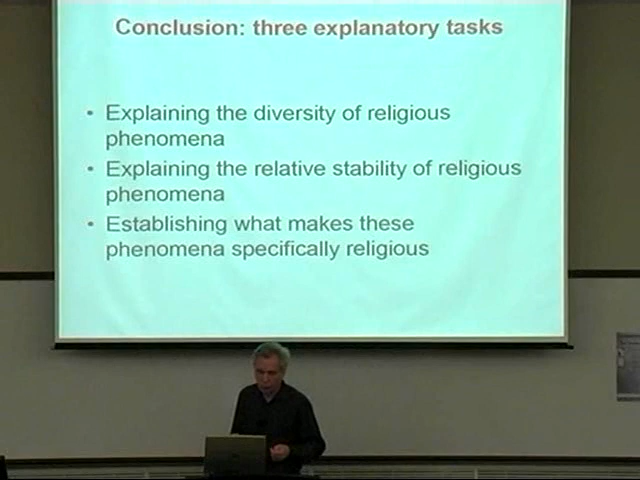 Conclusion: three explanatory tasks
• Explaining the diversity of religious
phenomena
• Explaining the relative stability of religious
phenomena
• Establishing what makes these
phenomena specifically religious